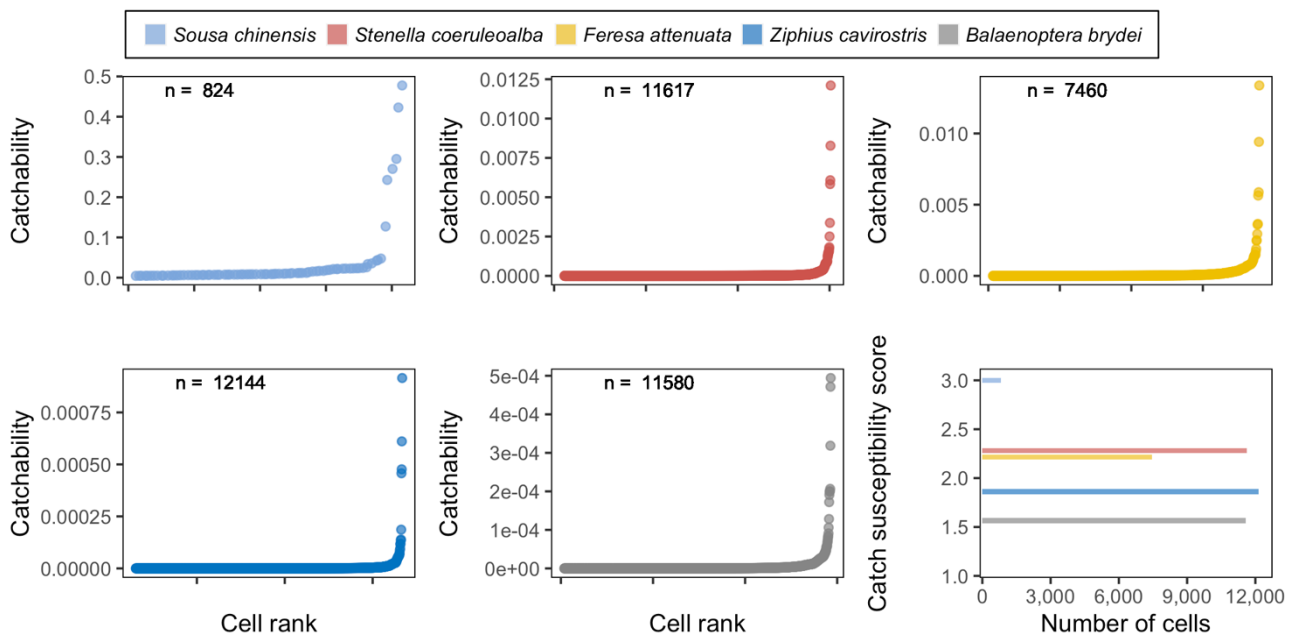 Sousa chinensis Stenella coeruleoalba Feresa attenuata Ziphius cavirostris Balaenoptera brydei
Catchability
0.5
0.4
0.3
0.2
0.1
0.0
n = 824
Catchability
0.0125
0.0100
0.0075
0.0050
0.0025
0.0000
n = 11617
Catchability
0.010
0.005
0.000
n = 7460
Catchability
0.00075
0.00050
0.00025
0.00000
n = 12144
Cell rank
Catchability
5e-04
4e-04
3e-04
2e-04
1e-04
0e+00
n = 11580
Cell rank
Catch susceptibility score
3.0
2.5
2.0
1.5
1.0
0 3,000 6,000 9,000 12,000
Number of cells